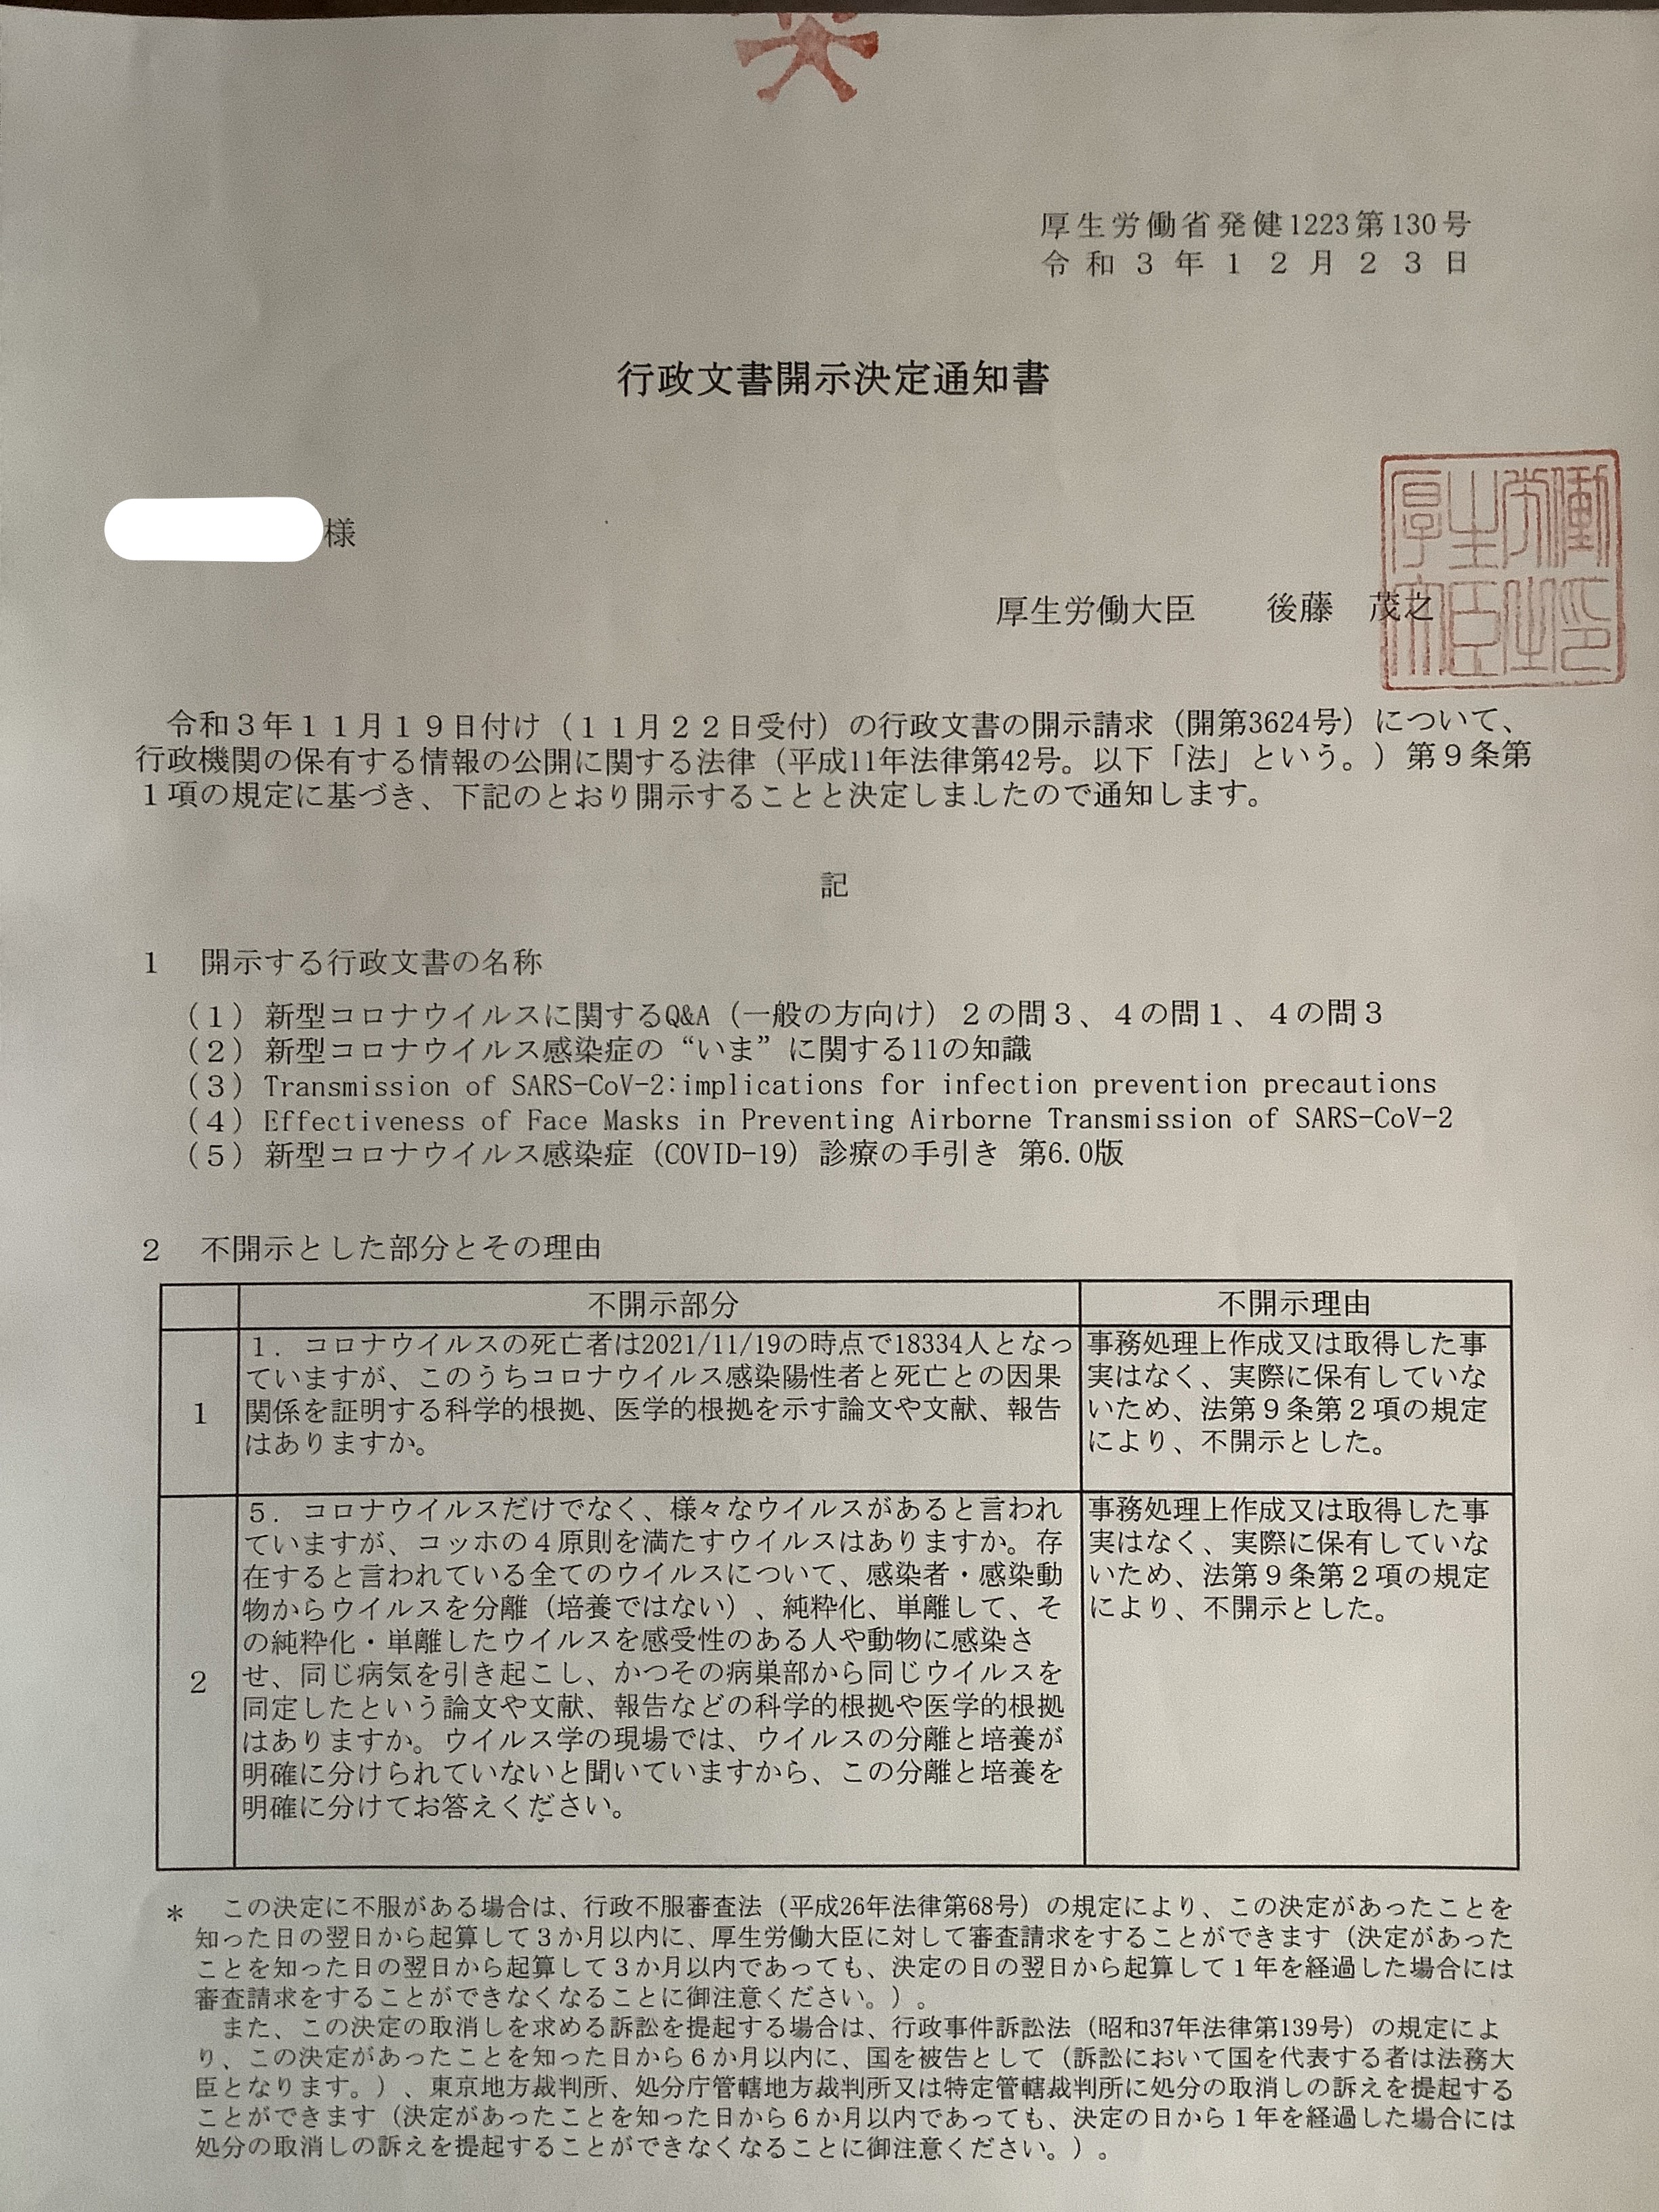 厚生労働省発健1223第130号
令和３年１２月２３日
行政文書開示決定通知書
様
厚生労働大臣　　後藤　茂之
令和３年１１月１９日付け（１１月２２日受付）の行政文書の開示請求（開第3624号）について、
行政機関の保有する情報の公開に関する法律（平成11年法律第42号。以下「法」という。）第９条第
１項の規定に基づき、下記のとおり開示することと決定しましたので通知します。
記
１　開示する行政文書の名称
（１）新型コロナウイルスに関するQ&A（一般の方向け）２の問３、４の問１、４の問３
（２）新型コロナウイルス感染症の“いま”に関する11の知識
（３）Transmission of SARS-CoV-2:implications for infection prevention precautions
（４）Effectiveness of Face Masks in Preventing Airborne Transmission of SARS-CoV-2
（５）新型コロナウイルス感染症（COVID-19）診療の手引き 第6.0版
２　不開示とした部分とその理由
不開示部分
不開示理由
１
１．コロナウイルスの死亡者は2021/11/19の時点で18334人となっ
ていますが、このうちコロナウイルス感染陽性者と死亡との因果
関係を証明する科学的根拠、医学的根拠を示す論文や文献、報告
はありますか。
事務処理上作成又は取得した事
実はなく、実際に保有していな
いため、法第９条第２項の規定
により、不開示とした。
２
５．コロナウイルスだけでなく、様々なウイルスがあると言われ
ていますが、コッホの４原則を満たすウイルスはありますか。存
在すると言われている全てのウイルスについて、感染者・感染動
物からウイルスを分離（培養ではない）、純粋化、単離して、そ
の純粋化・単離したウイルスを感受性のある人や動物に感染さ
せ、同じ病気を引き起こし、かつその病巣部から同じウイルスを
同定したという論文や文献、報告などの科学的根拠や医学的根拠
はありますか。ウイルス学の現場では、ウイルスの分離と培養が
明確に分けられていないと聞いていますから、この分離と培養を
明確に分けてお答えください。
事務処理上作成又は取得した事
実はなく、実際に保有していな
いため、法第９条第２項の規定
により、不開示とした。
＊　この決定に不服がある場合は、行政不服審査法（平成26年法律第68号）の規定により、この決定があったことを
知った日の翌日から起算して３か月以内に、厚生労働大臣に対して審査請求をすることができます（決定があった
ことを知った日の翌日から起算して３か月以内であっても、決定の日の翌日から起算して１年を経過した場合には
審査請求をすることができなくなることに御注意ください。）。
また、この決定の取消しを求める訴訟を提起する場合は、行政事件訴訟法（昭和37年法律第139号）の規定によ
り、この決定があったことを知った日から６か月以内に、国を被告として（訴訟において国を代表する者は法務大
臣となります。）、東京地方裁判所、処分庁管轄地方裁判所又は特定管轄裁判所に処分の取消しの訴えを提起する
ことができます（決定があったことを知った日から６か月以内であっても、決定の日から１年を経過した場合には
処分の取消しの訴えを提起することができなくなることに御注意ください。）。